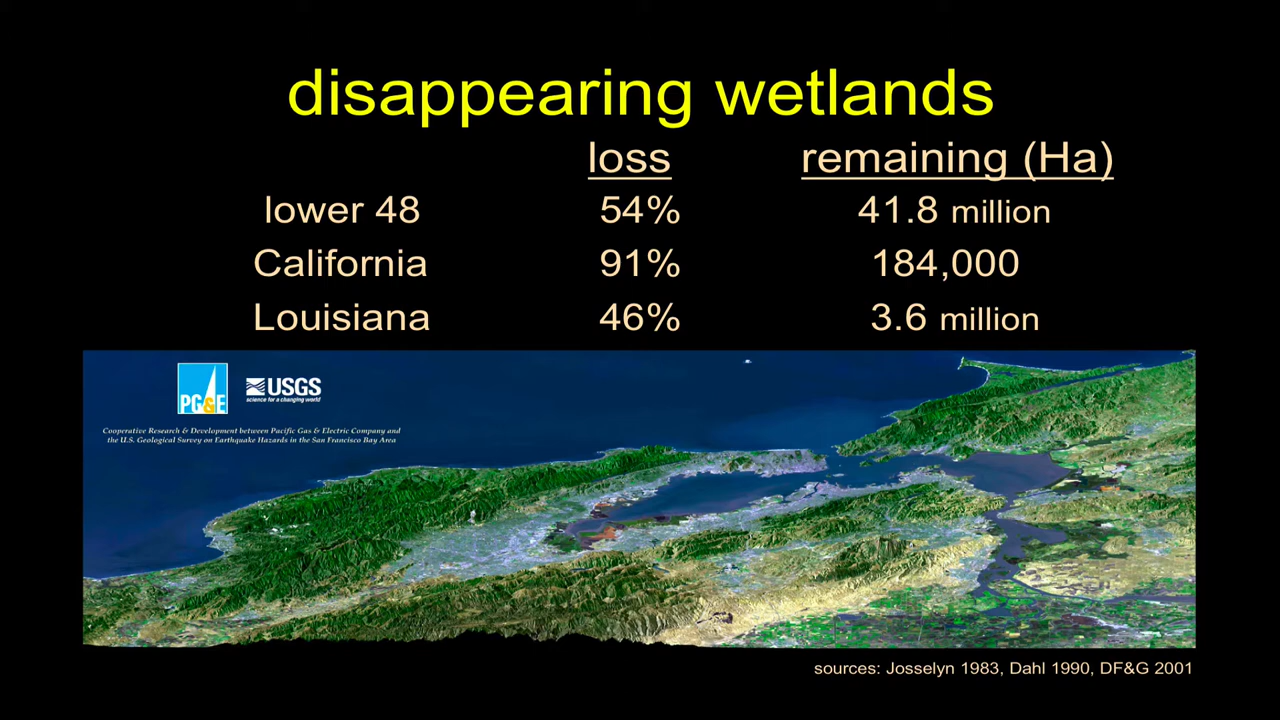 disappearing wetlands
loss remaining (Ha)
lower 48 54% 41.8 million
California 91% 184,000
Louisiana 46% 3.6 million
PG&E USGS
science for a changing world
Cooperative Research & Development between Pacific Gas & Electric Company and
the U.S. Geological Survey on Earthquake Hazards in the San Francisco Bay Area
sources: Josselyn 1983, Dahl 1990, DF&G 2001